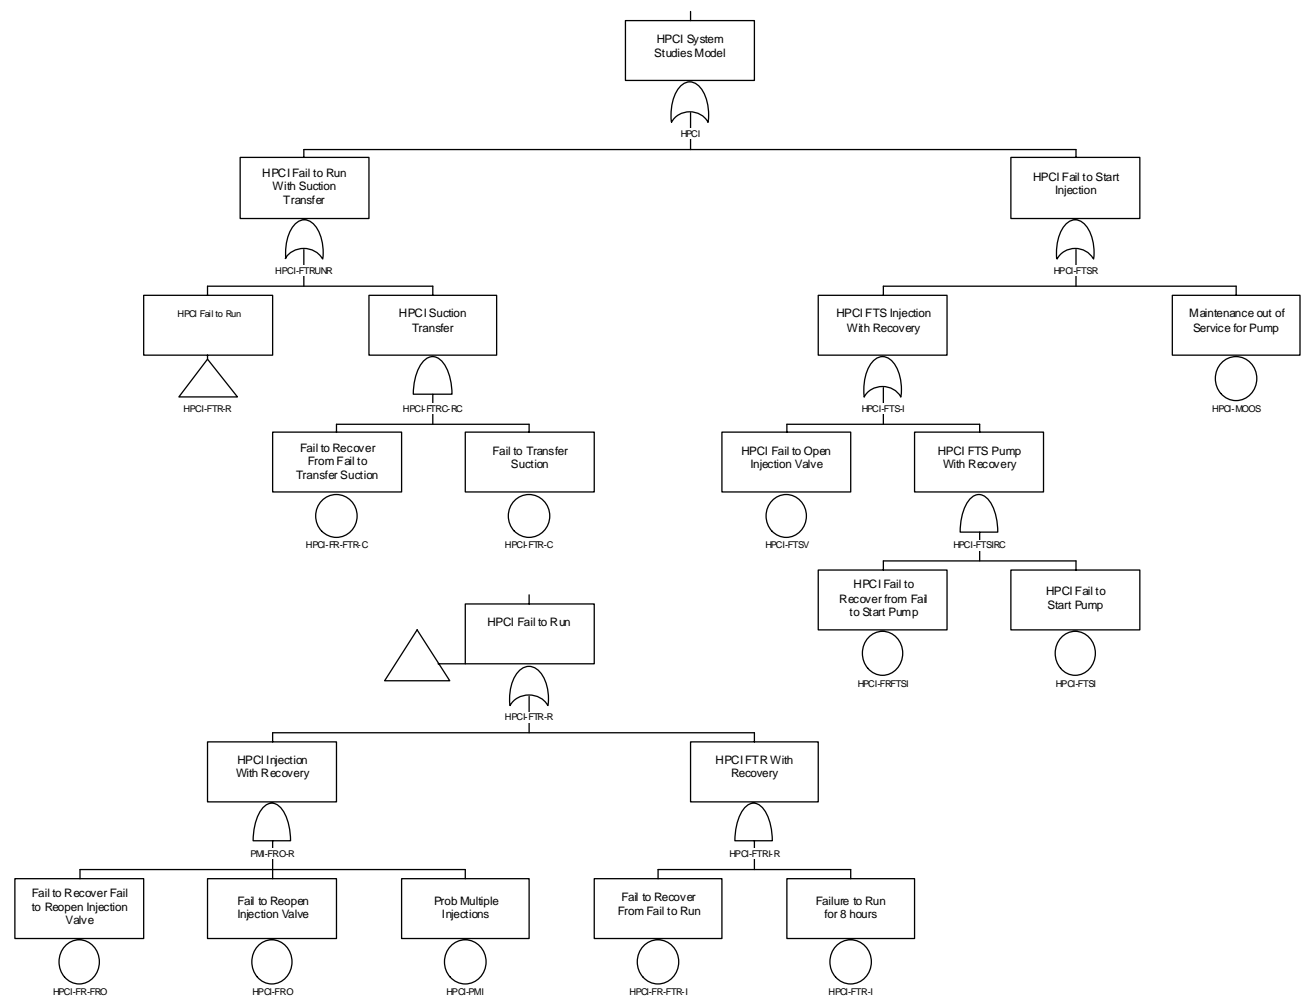 HPCI System
Studies Model
HPCI
HPCI Fail to Run
With Suction
Transfer
HPCI-FTRUNR
HPCI Fail to Start
Injection
HPCI-FTSR
HPCI Fail to Run
HPCI-FTR-R
HPCI Suction
Transfer
HPCI-FTRC-RC
HPCI FTS Injection
With Recovery
HPCI-FTS-I
Maintenance out of
Service for Pump
HPCI-MOOS
Fail to Recover
From Fail to
Transfer Suction
HPCI-FR-FTR-C
Fail to Transfer
Suction
HPCI-FTR-C
HPCI Fail to Open
Injection Valve
HPCI-FTSV
HPCI FTS Pump
With Recovery
HPCI-FTSIRC
HPCI Fail to
Recover from Fail
to Start Pump
HPCI-FRFTSI
HPCI Fail to
Start Pump
HPCI-FTSI
HPCI Fail to Run
HPCI-FTR-R
HPCI Injection
With Recovery
PMI-FRO-R
HPCI FTR With
Recovery
HPCI-FTRI-R
Fail to Recover Fail
to Reopen Injection
Valve
HPCI-FR-FRO
Fail to Reopen
Injection Valve
HPCI-FRO
Prob Multiple
Injections
HPCI-PMI
Fail to Recover
From Fail to Run
HPCI-FR-FTR-I
Failure to Run
for 8 hours
HPCI-FTR-I